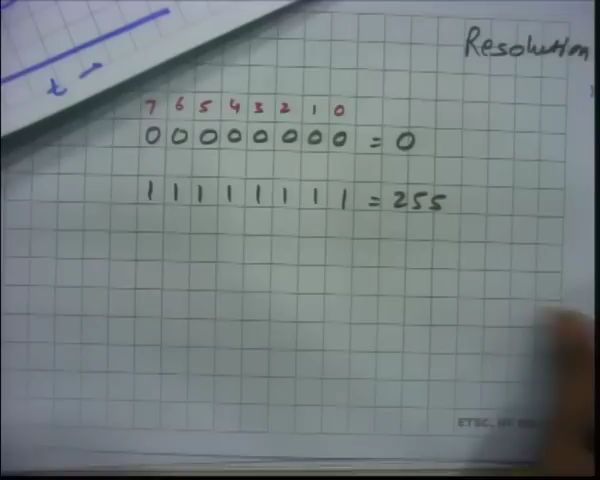 Resolution
t →
7 6 5 4 3 2 1 0
0 0 0 0 0 0 0 0 = 0
1 1 1 1 1 1 1 1 = 255
ETSC,